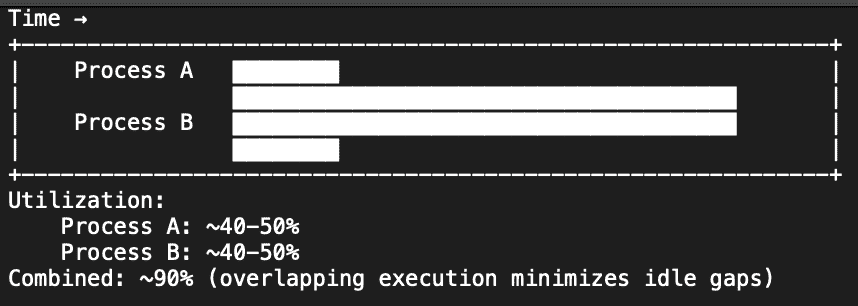 Time →
Process A
Process B
Utilization:
Process A: ~40-50%
Process B: ~40-50%
Combined: ~90% (overlapping execution minimizes idle gaps)